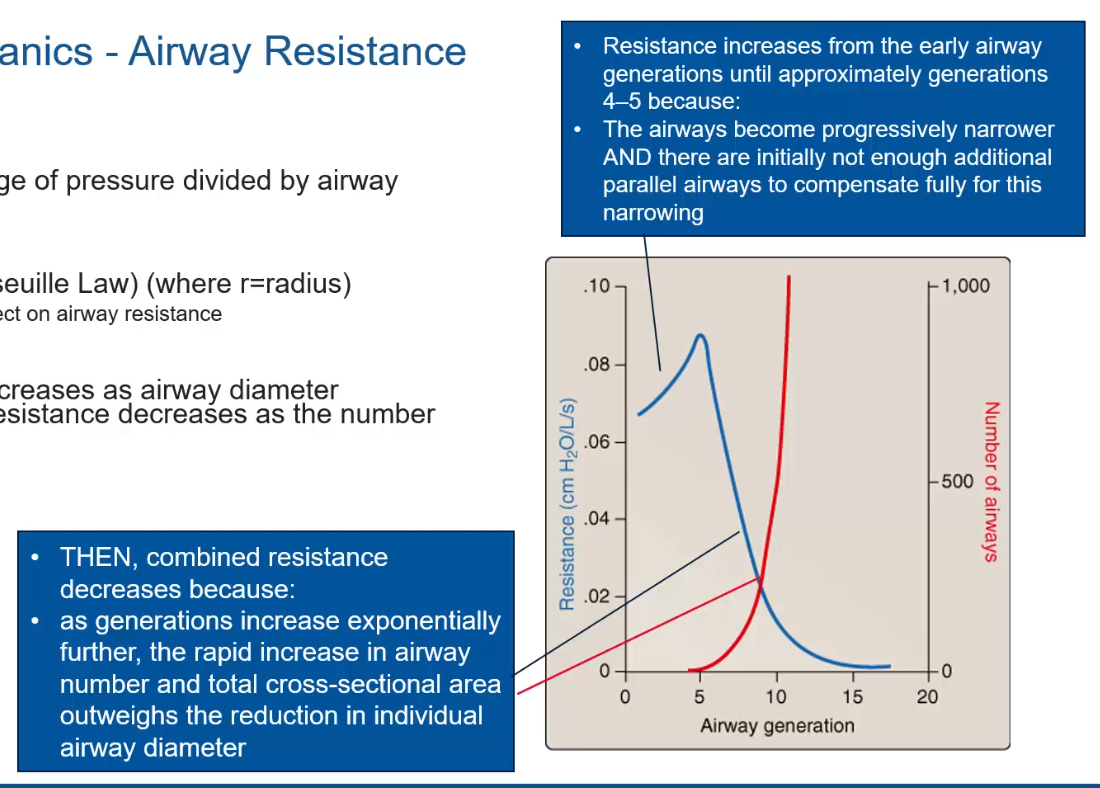 anics - Airway Resistance
• Resistance increases from the early airway
generations until approximately generations
4–5 because:
• The airways become progressively narrower
AND there are initially not enough additional
parallel airways to compensate fully for this
narrowing
ge of pressure divided by airway
seuille Law) (where r=radius)
ect on airway resistance
creases as airway diameter
esistance decreases as the number
• THEN, combined resistance
decreases because:
• as generations increase exponentially
further, the rapid increase in airway
number and total cross-sectional area
outweighs the reduction in individual
airway diameter
Resistance (cm H₂O/L/s)
.10
.08
.06
.04
.02
0
1,000
500
0
Number of airways
0 5 10 15 20
Airway generation